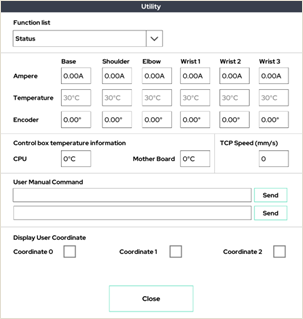 Utility
Function list
Status
Base Shoulder Elbow Wrist 1 Wrist 2 Wrist 3
Ampere 0.00A 0.00A 0.00A 0.00A 0.00A 0.00A
Temperature 30°C 30°C 30°C 30°C 30°C 30°C
Encoder 0.00° 0.00° 0.00° 0.00° 0.00° 0.00°
Control box temperature information TCP Speed (mm/s)
CPU 0°C Mother Board 0°C 0
User Manual Command
Send
Send
Display User Coordinate
Coordinate 0 Coordinate 1 Coordinate 2
Close